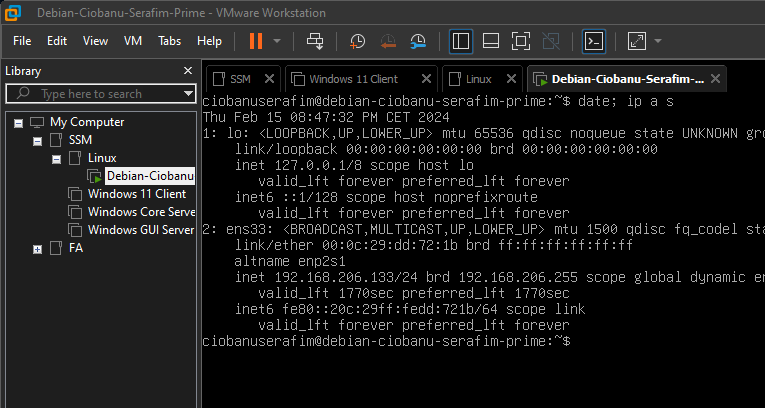 Debian-Ciobanu-Serafim-Prime - VMware Workstation
File Edit View VM Tabs Help
Library
Type here to search
My Computer
SSM
Linux
Debian-Ciobanu
Windows 11 Client
Windows Core Serve
Windows GUI Server
FA
SSM
Windows 11 Client
Linux
Debian-Ciobanu-Serafim-...
ciobanuserafim@debian-ciobanu-serafim-prime:~$ date; ip a s
Thu Feb 15 08:47:32 PM CET 2024
1: lo: <LOOPBACK,UP,LOWER_UP> mtu 65536 qdisc noqueue state UNKNOWN gro
link/loopback 00:00:00:00:00:00 brd 00:00:00:00:00:00
inet 127.0.0.1/8 scope host lo
valid_lft forever preferred_lft forever
inet6 ::1/128 scope host noprefixroute
valid_lft forever preferred_lft forever
2: ens33: <BROADCAST,MULTICAST,UP,LOWER_UP> mtu 1500 qdisc fq_codel sta
link/ether 00:0c:29:dd:72:1b brd ff:ff:ff:ff:ff:ff
altname enp2s1
inet 192.168.206.133/24 brd 192.168.206.255 scope global dynamic en
valid_lft 1770sec preferred_lft 1770sec
inet6 fe80::20c:29ff:fedd:721b/64 scope link
valid_lft forever preferred_lft forever
ciobanuserafim@debian-ciobanu-serafim-prime:~$